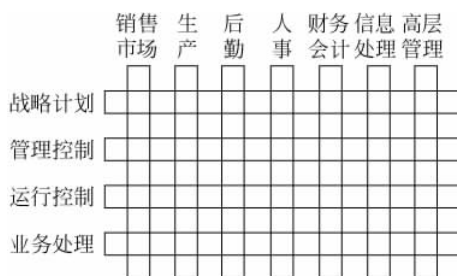 销售 生 后 人 财务 信息 高层
市场 产 勤 事 会计 处理 管理
战略计划
管理控制
运行控制
业务处理